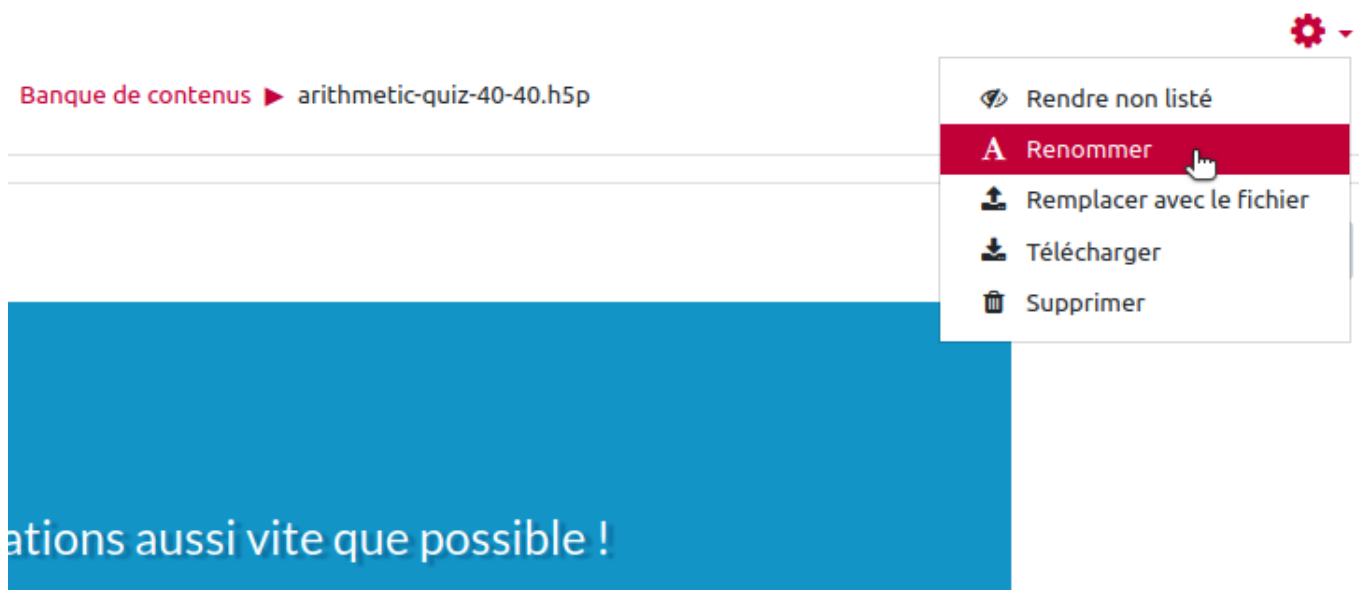 Banque de contenus ▶ arithmetic-quiz-40-40.h5p
Rendre non listé
A Renommer
Remplacer avec le fichier
Télécharger
Supprimer
aussi vite que possible !